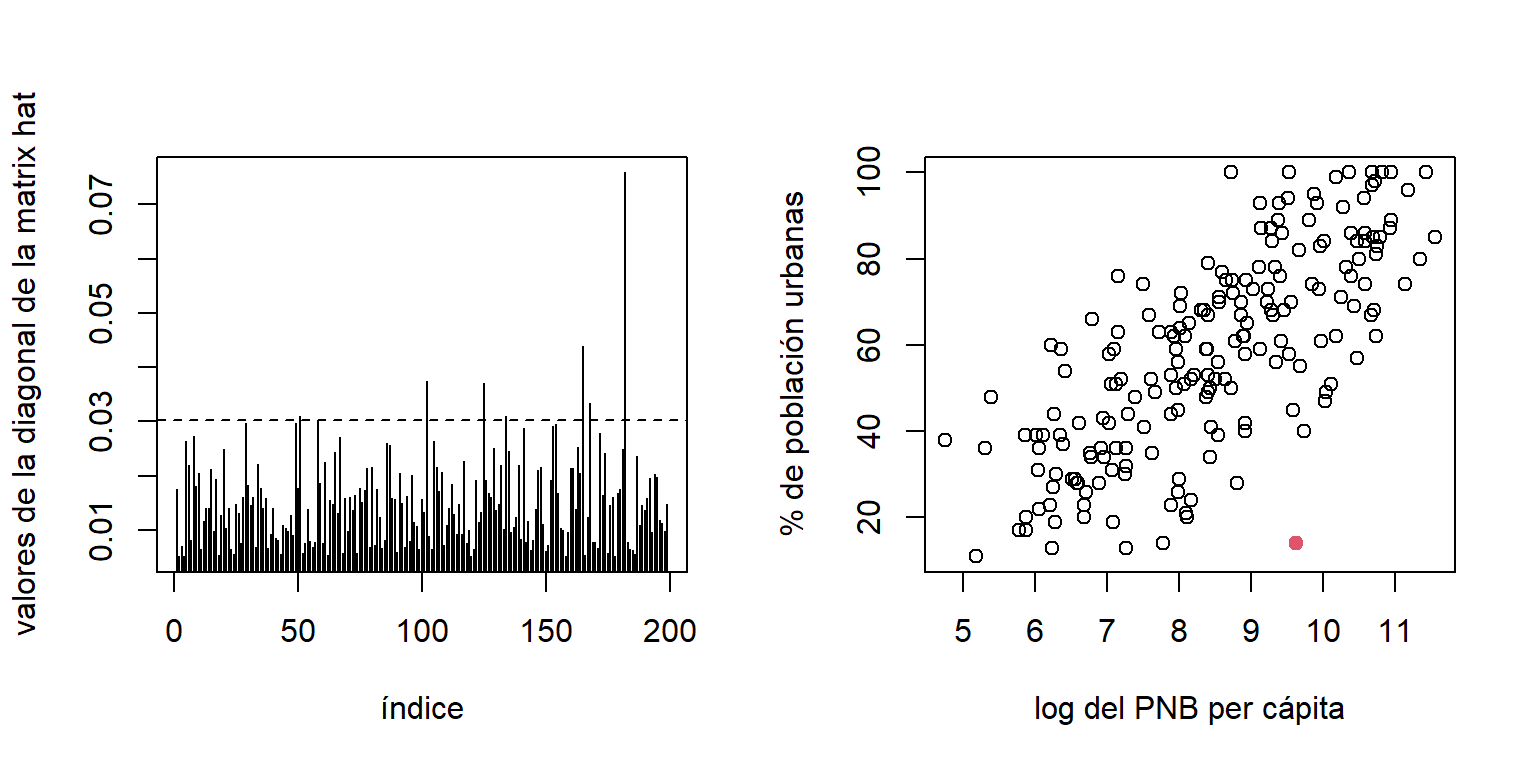 valores de la diagonal de la matrix hat
0.01 0.03 0.05 0.07
0 50 100 150 200
índice
% de población urbanas
20 40 60 80 100
5 6 7 8 9 10 11
log del PNB per cápita